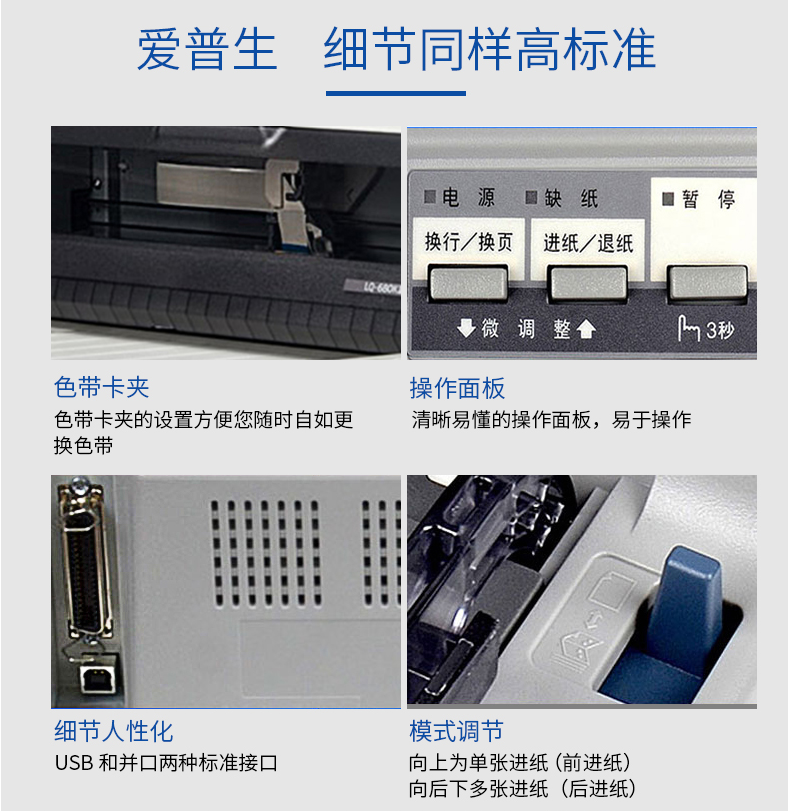 爱普生 细节同样高标准
LQ-680K
电源 缺纸 暂停
换行/换页 进纸/退纸
微调整 3秒
色带卡夹
色带卡夹的设置方便您随时自如更
换色带
操作面板
清晰易懂的操作面板，易于操作
细节人性化
USB 和并口两种标准接口
模式调节
向上为单张进纸（前进纸）
向后下多张进纸（后进纸）